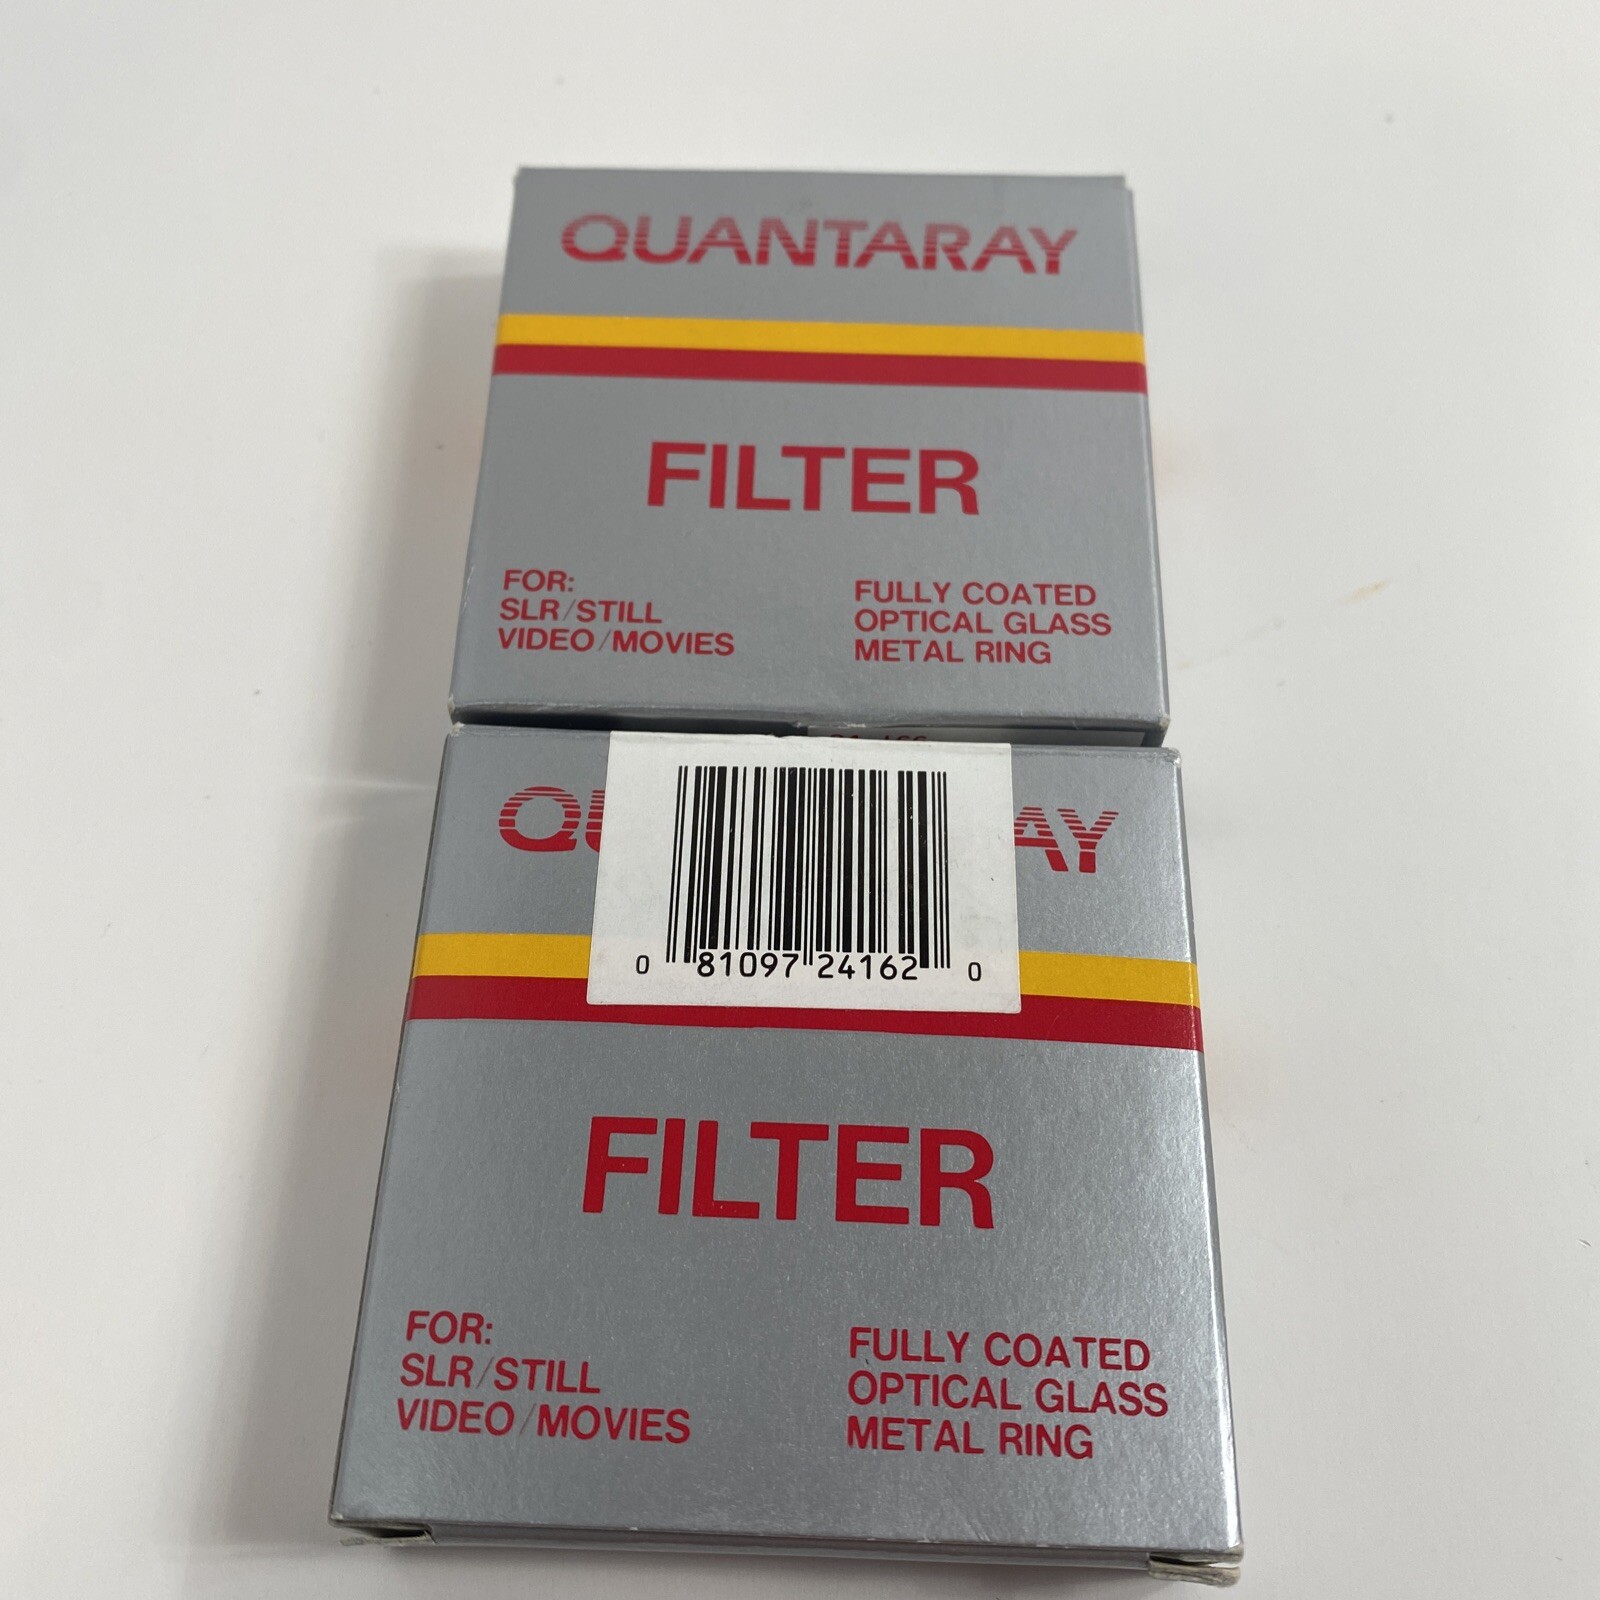 QUANTARAY
FILTER
FOR:
SLR/STILL
VIDEO/MOVIES
FULLY COATED
OPTICAL GLASS
METAL RING
AY
0 81097 24162 0
FILTER
FOR:
SLR/STILL
VIDEO/MOVIES
FULLY COATED
OPTICAL GLASS
METAL RING